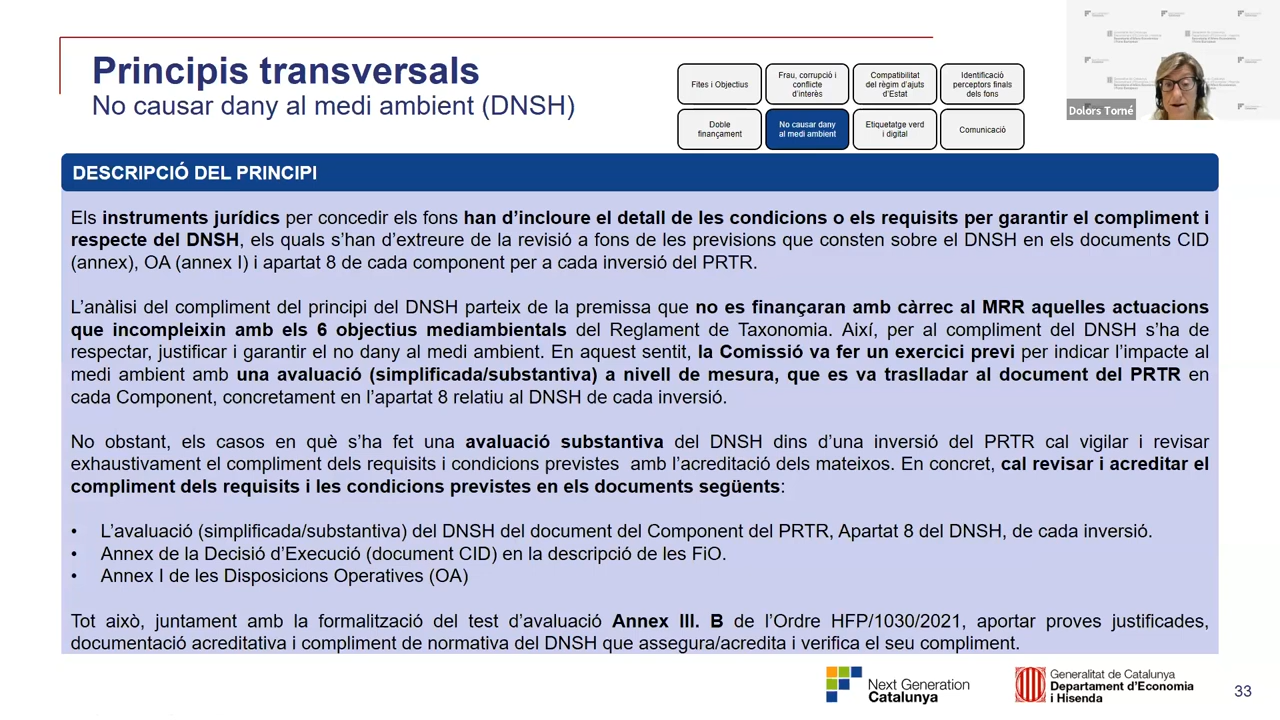 Principis transversals
No causar dany al medi ambient (DNSH)
Fites i Objectius
Frau, corrupció i
conflicte
d'interès
Compatibilitat
del règim d'ajuts
d'Estat
Identificació
perceptors finals
dels fons
Doble
finançament
No causar dany
al medi ambient
Etiquetatge verd
i digital
Comunicació
Dolors Torné
DESCRIPCIÓ DEL PRINCIPI
Els instruments jurídics per concedir els fons han d'incloure el detall de les condicions o els requisits per garantir el compliment i
respecte del DNSH, els quals s'han d'extreure de la revisió a fons de les previsions que consten sobre el DNSH en els documents CID
(annex), OA (annex I) i apartat 8 de cada component per a cada inversió del PRTR.
L'anàlisi del compliment del principi del DNSH parteix de la premissa que no es finançaran amb càrrec al MRR aquelles actuacions
que incompleixin amb els 6 objectius mediambientals del Reglament de Taxonomia. Així, per al compliment del DNSH s'ha de
respectar, justificar i garantir el no dany al medi ambient. En aquest sentit, la Comissió va fer un exercici previ per indicar l'impacte al
medi ambient amb una avaluació (simplificada/substantiva) a nivell de mesura, que es va traslladar al document del PRTR en
cada Component, concretament en l'apartat 8 relatiu al DNSH de cada inversió.
No obstant, els casos en què s'ha fet una avaluació substantiva del DNSH dins d'una inversió del PRTR cal vigilar i revisar
exhaustivament el compliment dels requisits i condicions previstes amb l'acreditació dels mateixos. En concret, cal revisar i acreditar el
compliment dels requisits i les condicions previstes en els documents següents:
• L'avaluació (simplificada/substantiva) del DNSH del document del Component del PRTR, Apartat 8 del DNSH, de cada inversió.
• Annex de la Decisió d'Execució (document CID) en la descripció de les FiO.
• Annex I de les Disposicions Operatives (OA)
Tot això, juntament amb la formalització del test d'avaluació Annex III. B de l'Ordre HFP/1030/2021, aportar proves justificades,
documentació acreditativa i compliment de normativa del DNSH que assegura/acredita i verifica el seu compliment.
Next Generation
Catalunya
Generalitat de Catalunya
Departament d'Economia
i Hisenda
33